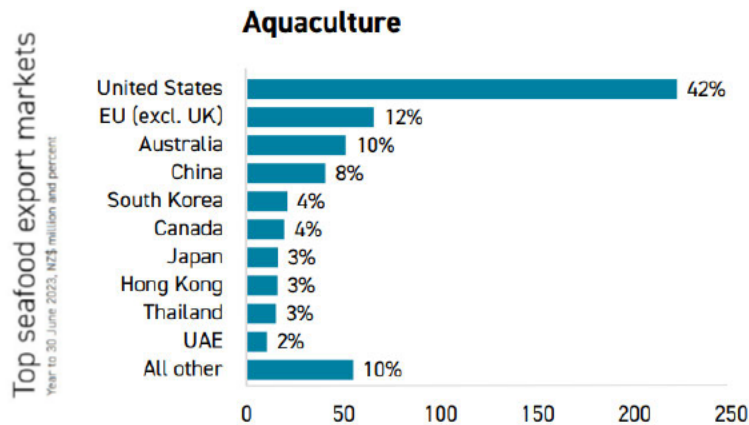 Top seafood export markets
Year to 30 June 2023, NZ$ million and percent
Aquaculture
United States 42%
EU (excl. UK) 12%
Australia 10%
China 8%
South Korea 4%
Canada 4%
Japan 3%
Hong Kong 3%
Thailand 3%
UAE 2%
All other 10%
0 50 100 150 200 250